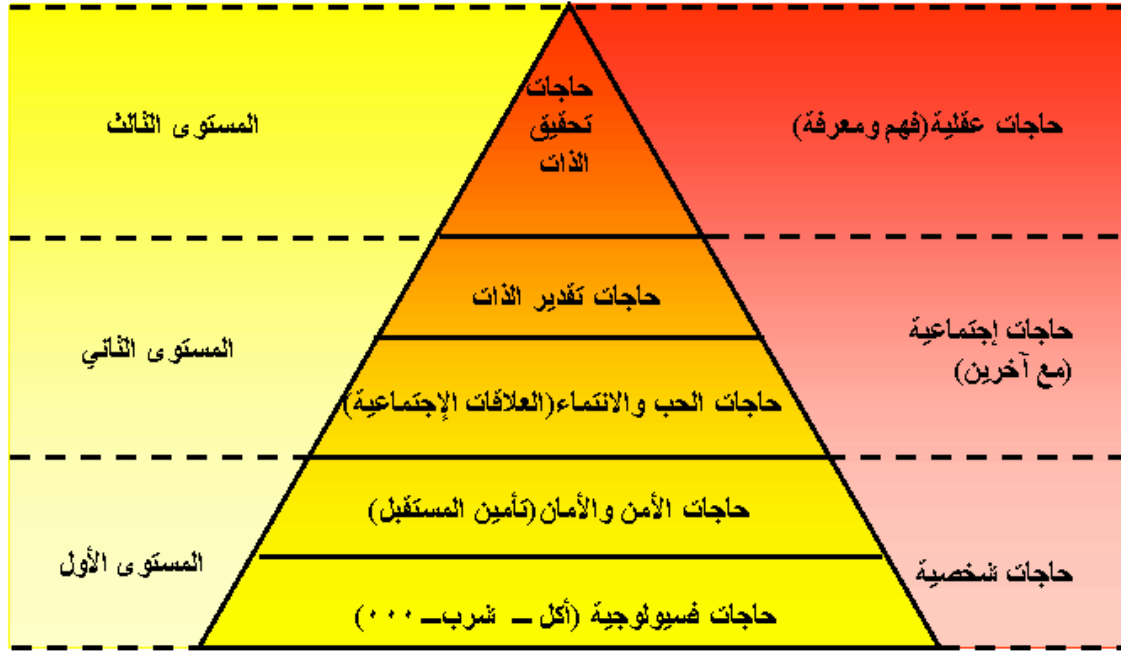 حاجات
تحقيق
الذات
المستوى الثالث
حاجات عقلية(فهم ومعرفة)
حاجات تقدير الذات
حاجات إجتماعية
(مع آخرين)
المستوى الثاني
حاجات الحب والانتماء(العلاقات الإجتماعية)
حاجات الأمن والأمان(تأمين المستقبل)
حاجات شخصية
المستوى الأول
حاجات فسيولوجية (أكل – شرب– ٠٠٠)